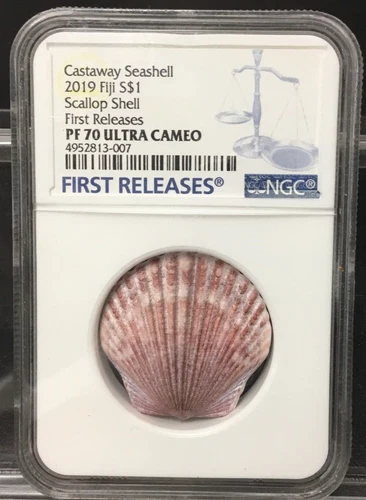 Castaway Seashell
2019 Fiji S$1
Scallop Shell
First Releases
PF 70 ULTRA CAMEO
4952813-007
FIRST RELEASES®
NGC®